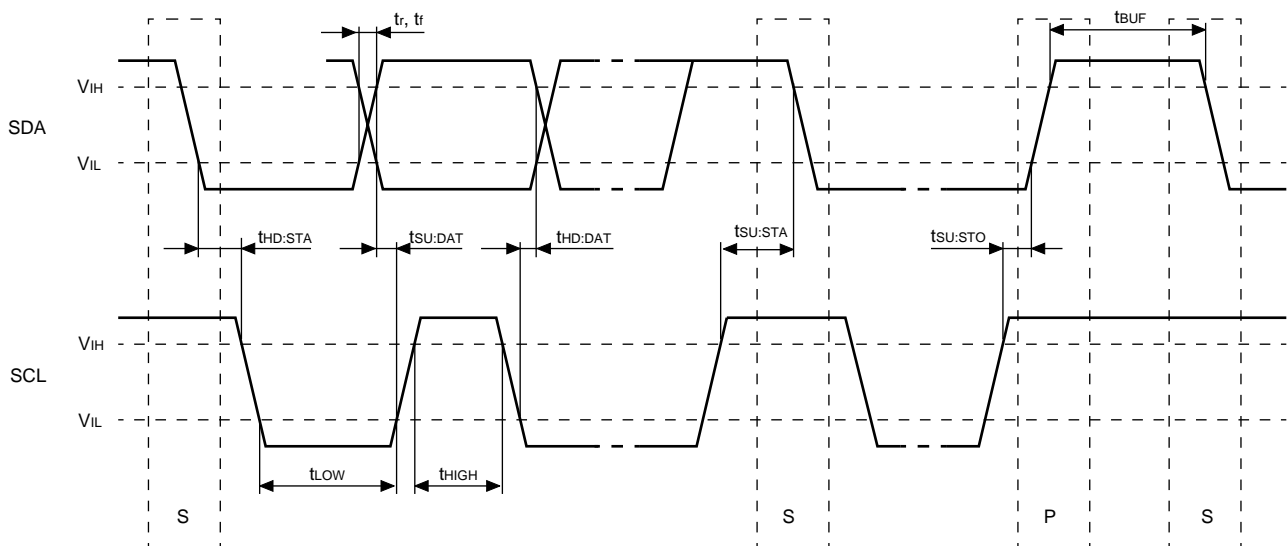 tr, tf
tBUF
VIH
SDA
VIL
tHD:STA
tSU:DAT
tHD:DAT
tSU:STA
tSU:STO
VIH
SCL
VIL
tLOW
tHIGH
S
S
P
S